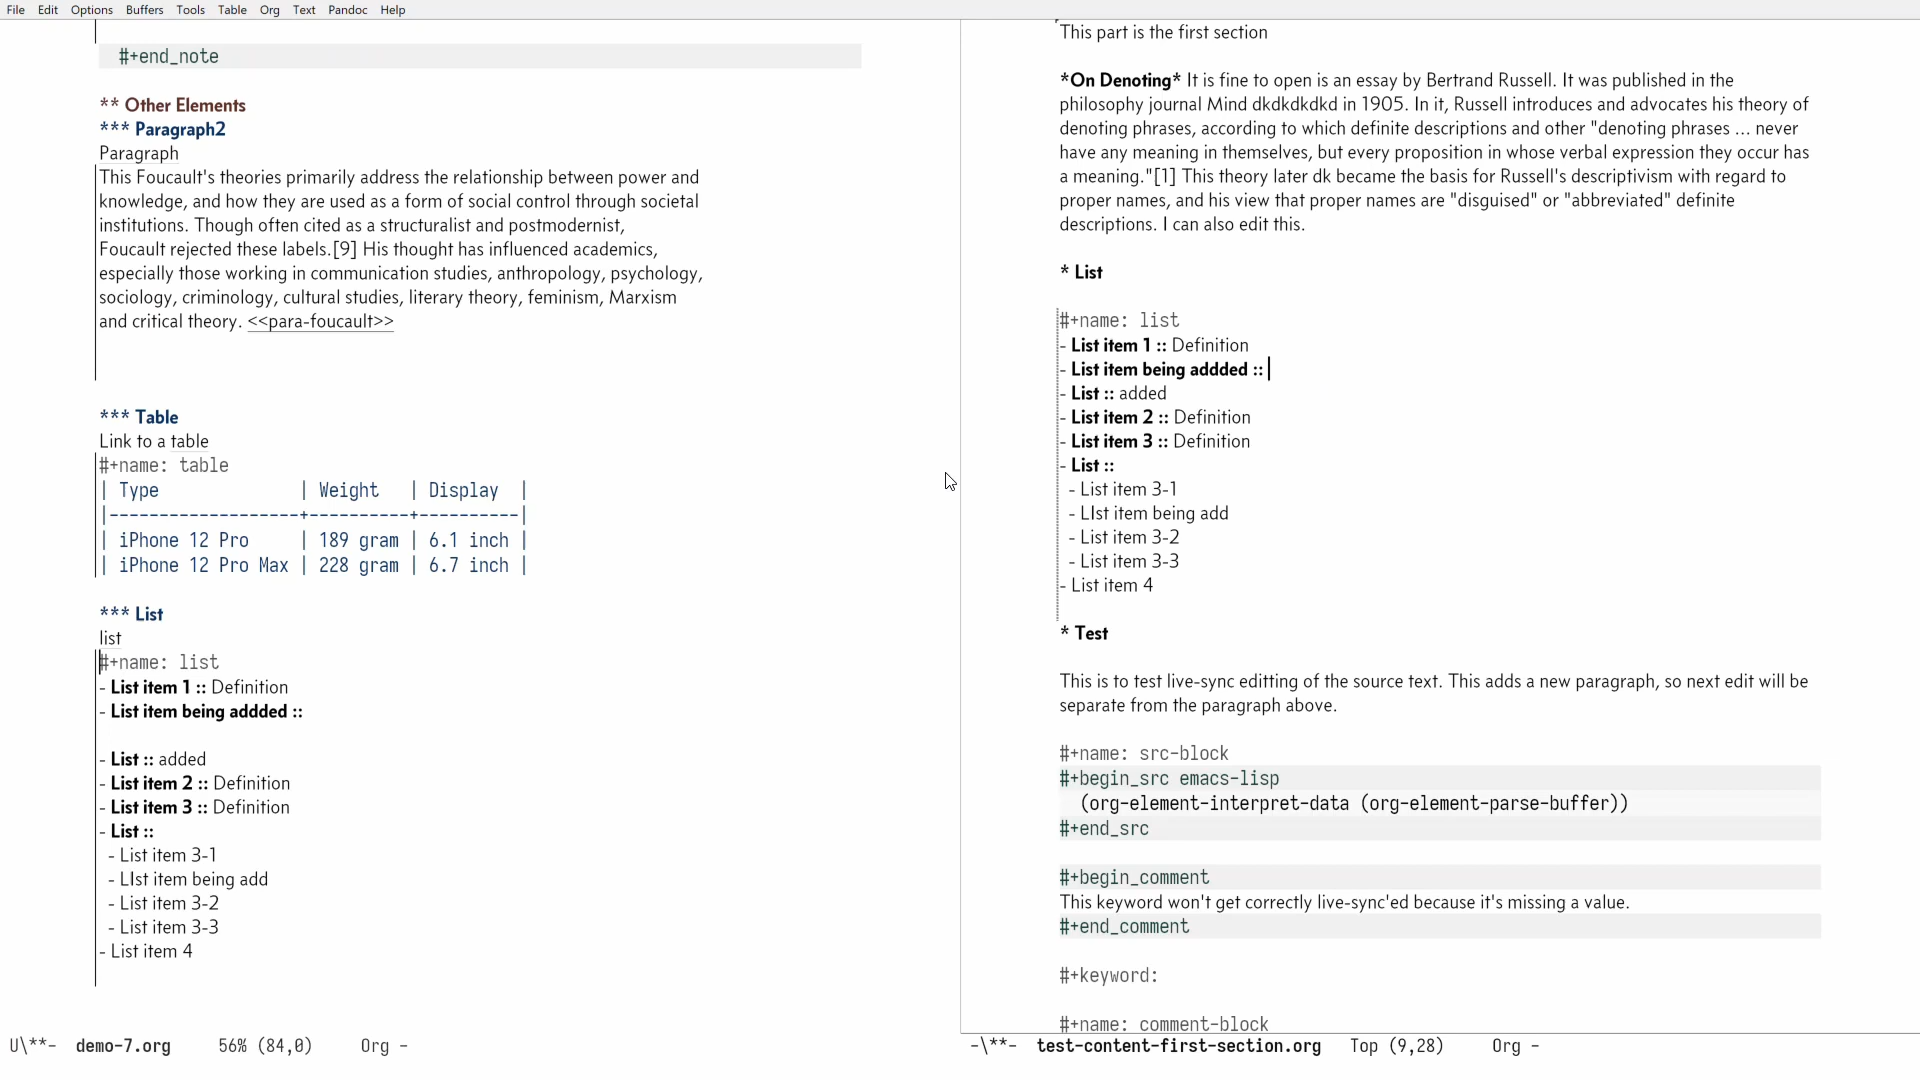 File Edit Options Buffers Tools Table Org Text Pandoc Help
#+end_note
** Other Elements
*** Paragraph2
Paragraph
This Foucault's theories primarily address the relationship between power and
knowledge, and how they are used as a form of social control through societal
institutions. Though often cited as a structuralist and postmodernist,
Foucault rejected these labels.[9] His thought has influenced academics,
especially those working in communication studies, anthropology, psychology,
sociology, criminology, cultural studies, literary theory, feminism, Marxism
and critical theory. <<para-foucault>>
*** Table
Link to a table
#+name: table
| Type              | Weight   | Display  |
|-------------------+----------+----------|
| iPhone 12 Pro     | 189 gram | 6.1 inch |
| iPhone 12 Pro Max | 228 gram | 6.7 inch |
*** List
list
#+name: list
- List item 1 :: Definition
- List item being addded ::
- List :: added
- List item 2 :: Definition
- List item 3 :: Definition
- List ::
- List item 3-1
- LIst item being add
- List item 3-2
- List item 3-3
- List item 4
U\**-  demo-7.org     56% (84,0)     Org -
This part is the first section
*On Denoting* It is fine to open is an essay by Bertrand Russell. It was published in the
philosophy journal Mind dkdkdkdkd in 1905. In it, Russell introduces and advocates his theory of
denoting phrases, according to which definite descriptions and other "denoting phrases ... never
have any meaning in themselves, but every proposition in whose verbal expression they occur has
a meaning."[1] This theory later dk became the basis for Russell's descriptivism with regard to
proper names, and his view that proper names are "disguised" or "abbreviated" definite
descriptions. I can also edit this.
* List
#+name: list
- List item 1 :: Definition
- List item being addded ::
- List :: added
- List item 2 :: Definition
- List item 3 :: Definition
- List ::
- List item 3-1
- LIst item being add
- List item 3-2
- List item 3-3
- List item 4
* Test
This is to test live-sync editting of the source text. This adds a new paragraph, so next edit will be
separate from the paragraph above.
#+name: src-block
#+begin_src emacs-lisp
(org-element-interpret-data (org-element-parse-buffer))
#+end_src
#+begin_comment
This keyword won't get correctly live-sync'ed because it's missing a value.
#+end_comment
#+keyword:
#+name: comment-block
-\**-  test-content-first-section.org   Top (9,28)     Org -